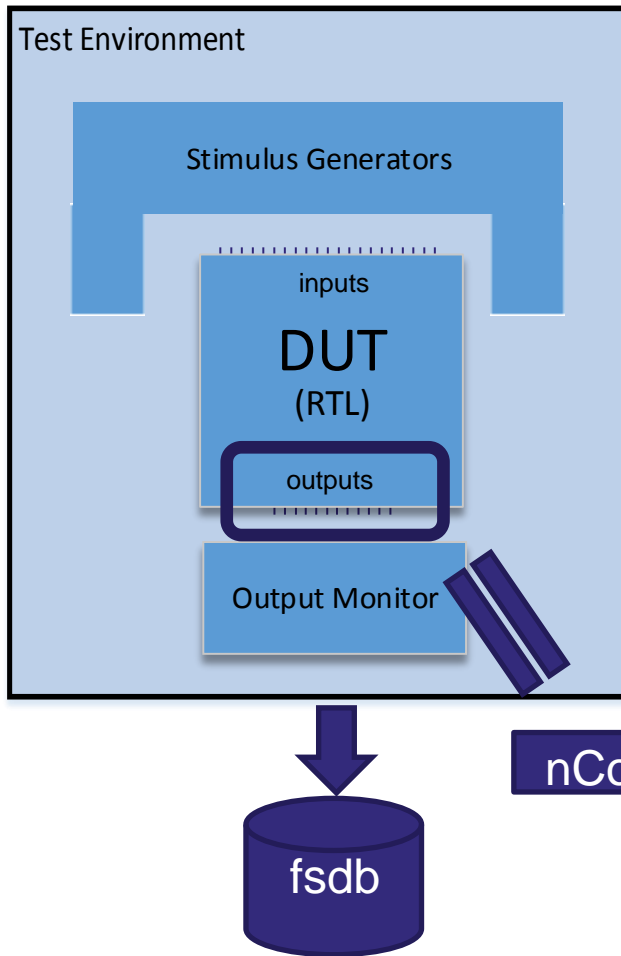 Test Environment
Stimulus Generators
inputs
DUT
(RTL)
outputs
Output Monitor
fsdb